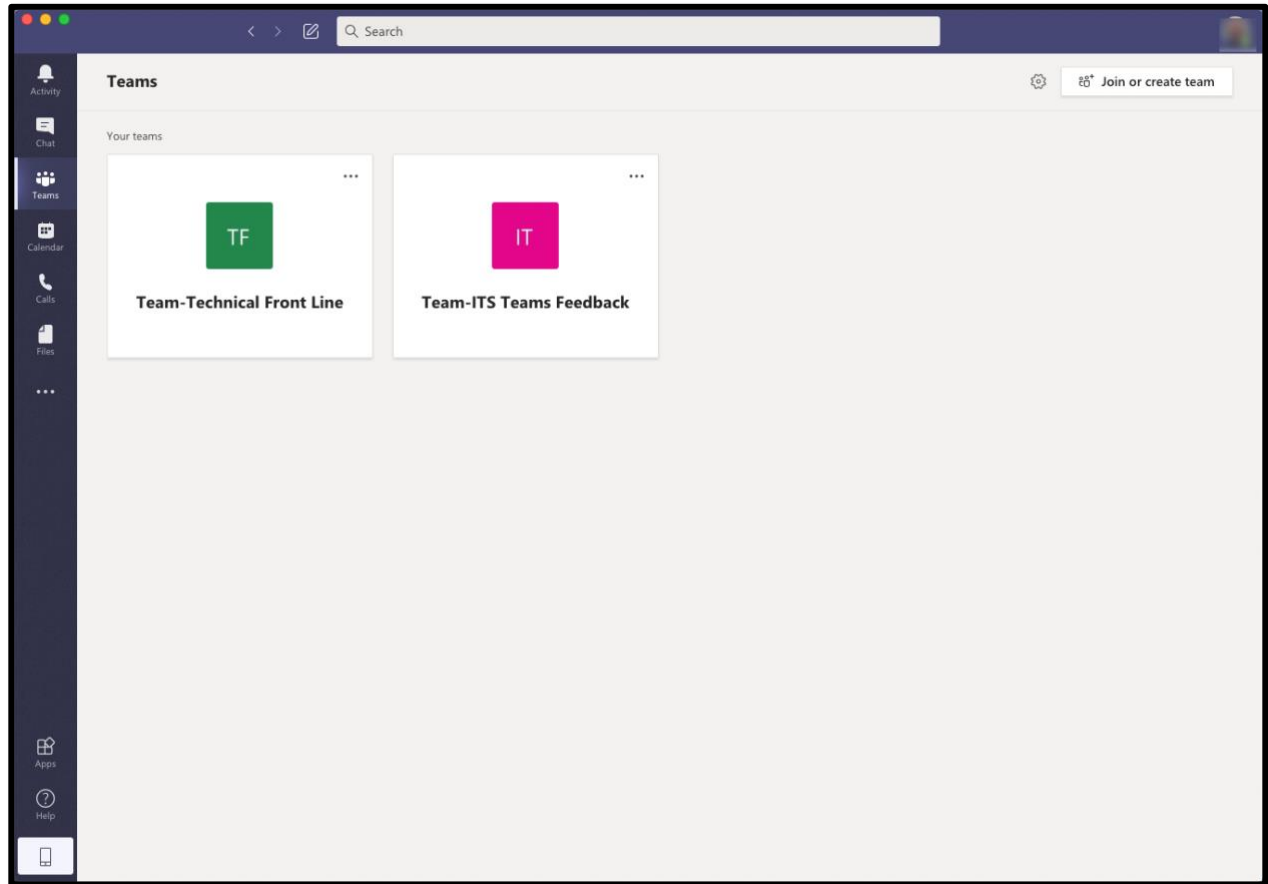 Search
Activity
Chat
Teams
Calendar
Calls
Files
Apps
Help
Teams
Join or create team
Your teams
TF
Team-Technical Front Line
IT
Team-ITS Teams Feedback